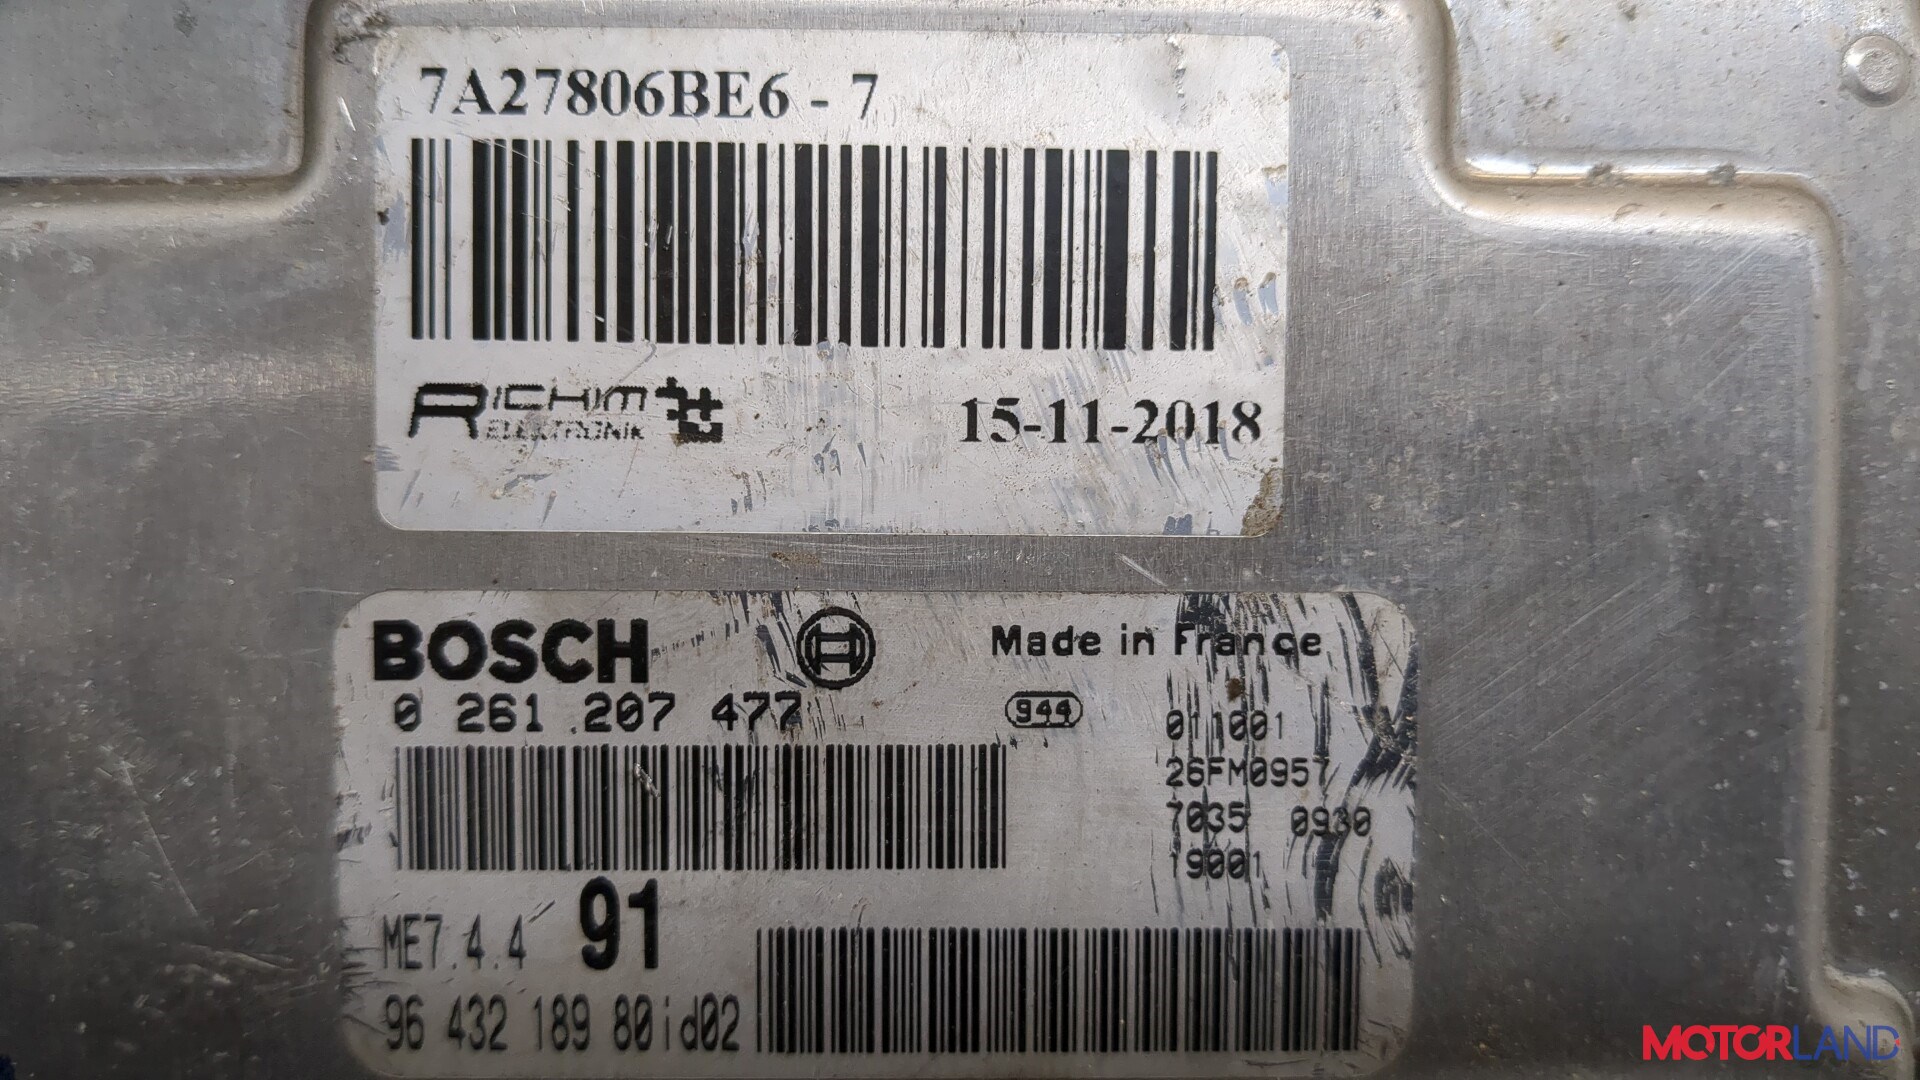 7A27806BE6 - 7
RICHIM
ELEKTRONIK
15-11-2018
BOSCH
Made in France
0 261 207 477
944
011001
26FM0957
7035 0930
19001
ME7.4.4
91
96 432 189 80id02
MOTORLAND